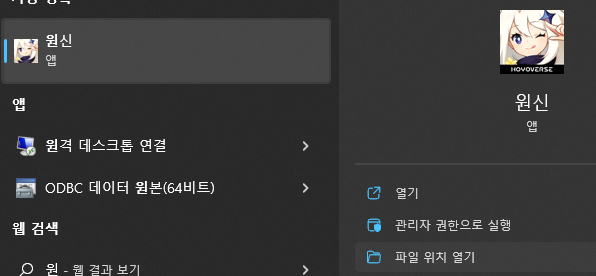 원신
앱
앱
원격 데스크톱 연결
ODBC 데이터 원본(64비트)
웹 검색
원 - 웹 결과 보기
HOYOVERSE
원신
앱
열기
관리자 권한으로 실행
파일 위치 열기